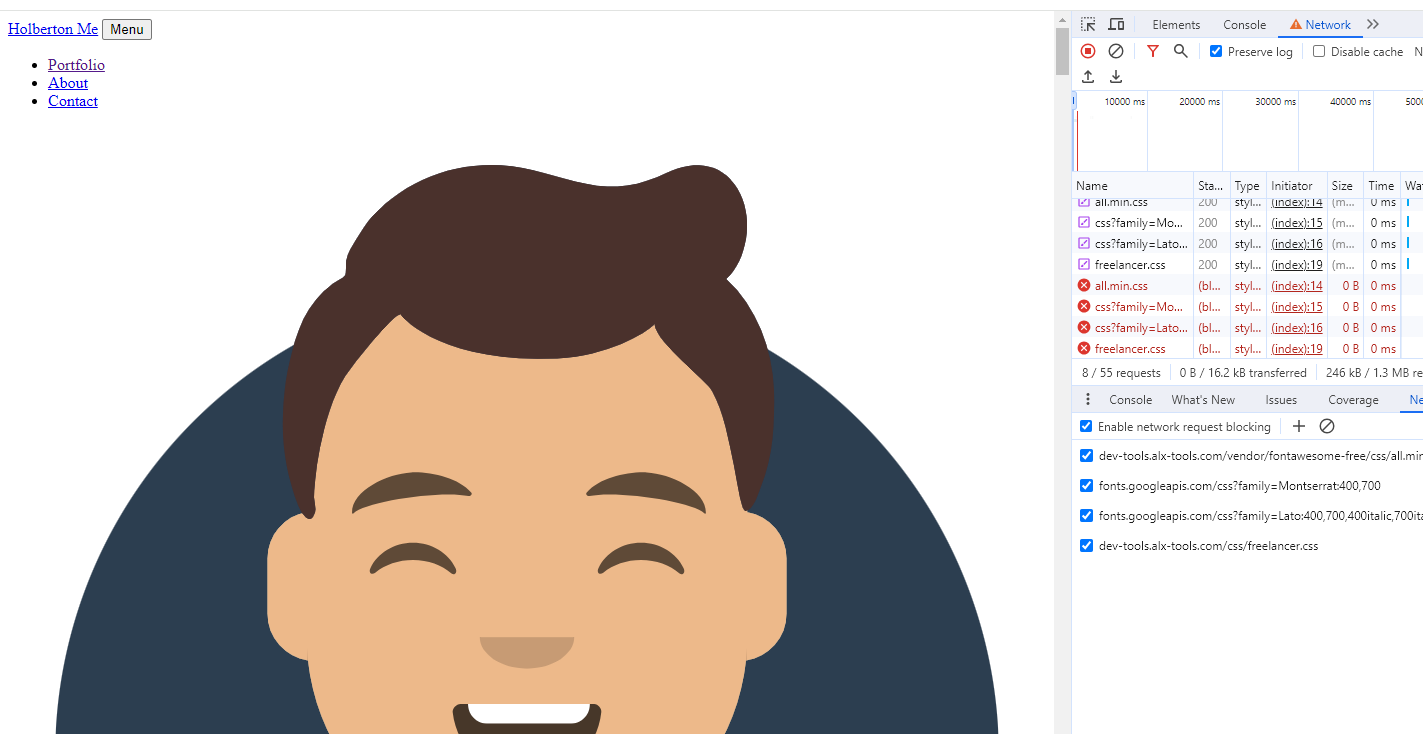 Holberton Me Menu
Portfolio
About
Contact
Elements Console Network
Preserve log Disable cache N
10000 ms 20000 ms 30000 ms 40000 ms 5000
Name Sta... Type Initiator Size Time Wat
all.min.css 200 styl... (index):14 (m... 0 ms
css?family=Mo... 200 styl... (index):15 (m... 0 ms
css?family=Lato... 200 styl... (index):16 (m... 0 ms
freelancer.css 200 styl... (index):19 (m... 0 ms
all.min.css (bl... styl... (index):14 0 B 0 ms
css?family=Mo... (bl... styl... (index):15 0 B 0 ms
css?family=Lato... (bl... styl... (index):16 0 B 0 ms
freelancer.css (bl... styl... (index):19 0 B 0 ms
8 / 55 requests 0 B / 16.2 kB transferred 246 kB / 1.3 MB re
Console What's New Issues Coverage Ne
Enable network request blocking
dev-tools.alx-tools.com/vendor/fontawesome-free/css/all.min
fonts.googleapis.com/css?family=Montserrat:400,700
fonts.googleapis.com/css?family=Lato:400,700,400italic,700ita
dev-tools.alx-tools.com/css/freelancer.css